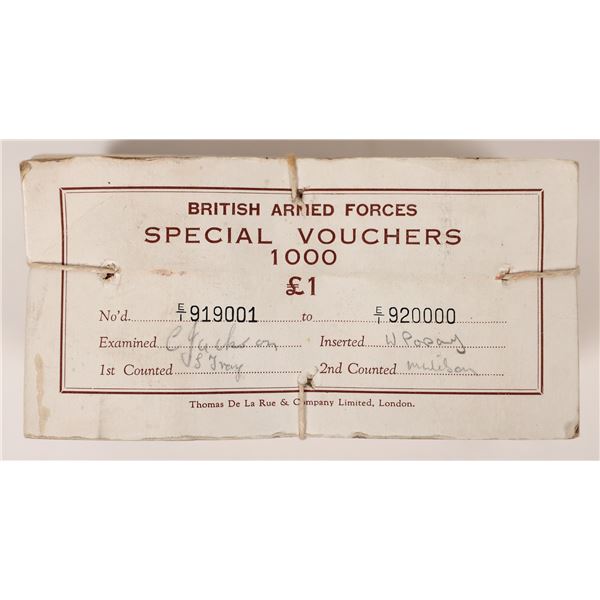 BRITISH ARMED FORCES
SPECIAL VOUCHERS
1000
£1
No'd. E/1 919001 to E/1 920000
Examined C Jackson Inserted
1st Counted 2nd Counted
Thomas De La Rue & Company Limited, London.